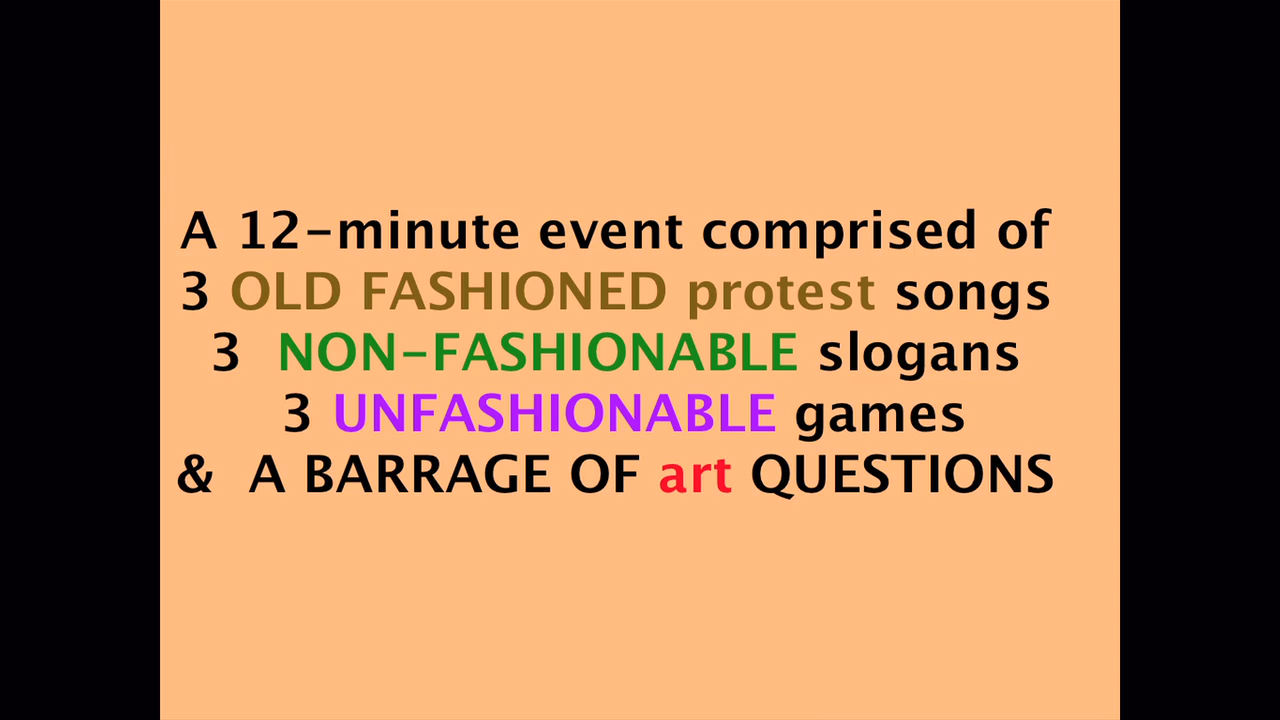 A 12-minute event comprised of
3 OLD FASHIONED protest songs
3 NON-FASHIONABLE slogans
3 UNFASHIONABLE games
& A BARRAGE OF art QUESTIONS